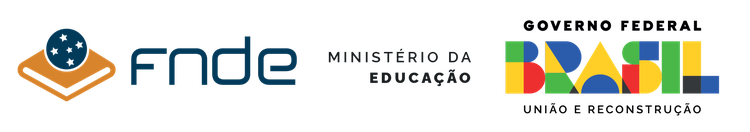 fnde
MINISTÉRIO DA
EDUCAÇÃO
GOVERNO FEDERAL
BRASIL
UNIÃO E RECONSTRUÇÃO